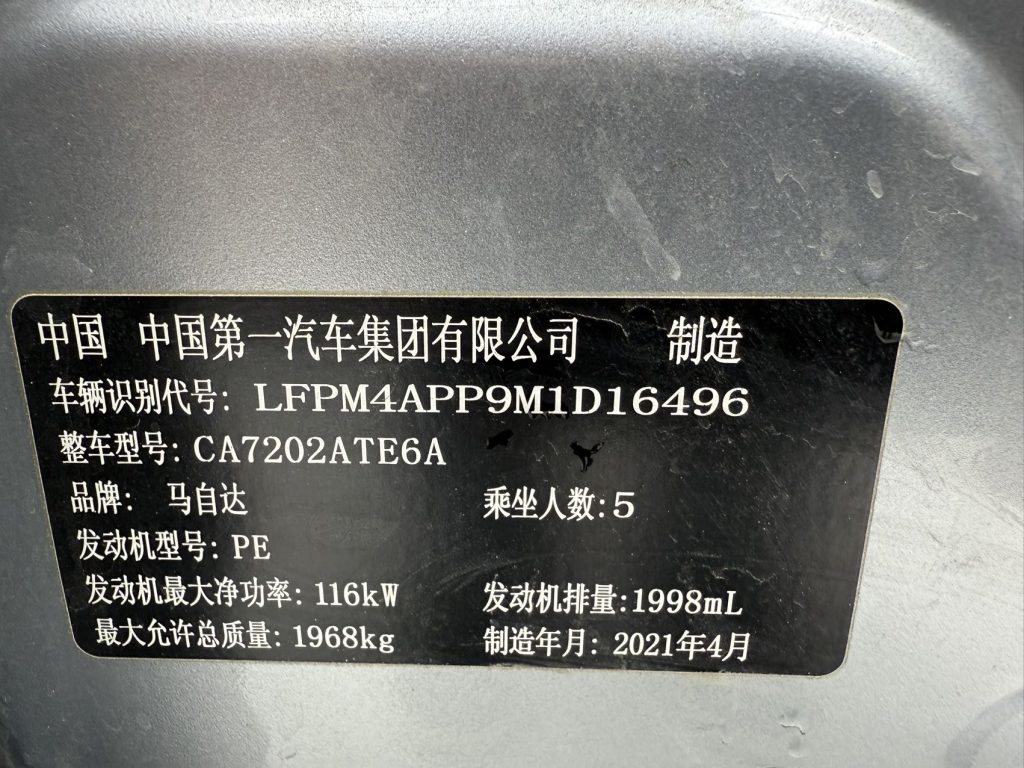 中国 中国第一汽车集团有限公司 制造
车辆识别代号: LFPM4APP9M1D16496
整车型号: CA7202ATE6A
品牌: 马自达 乘坐人数: 5
发动机型号: PE
发动机最大净功率: 116kW 发动机排量: 1998mL
最大允许总质量: 1968kg 制造年月: 2021年4月